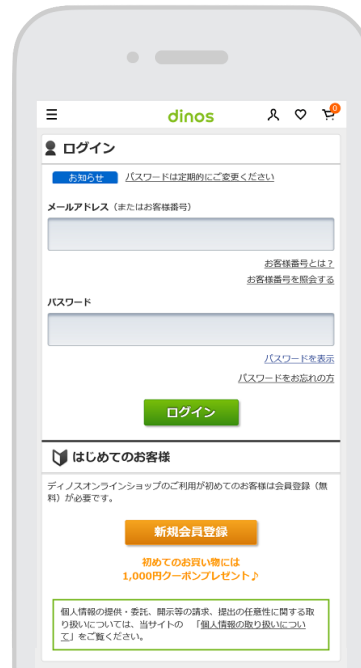 dinos
0
ログイン
お知らせ パスワードは定期的にご変更ください
メールアドレス（またはお客様番号）
お客様番号とは？
お客様番号を照会する
パスワード
パスワードを表示
パスワードをお忘れの方
ログイン
はじめてのお客様
ディノスオンラインショップのご利用が初めてのお客様は会員登録（無
料）が必要です。
新規会員登録
初めてのお買い物には
1,000円クーポンプレゼント♪
個人情報の提供・委託、開示等の請求、提出の任意性に関する取
り扱いについては、当サイトの　「個人情報の取り扱いについ
て」をご覧ください。